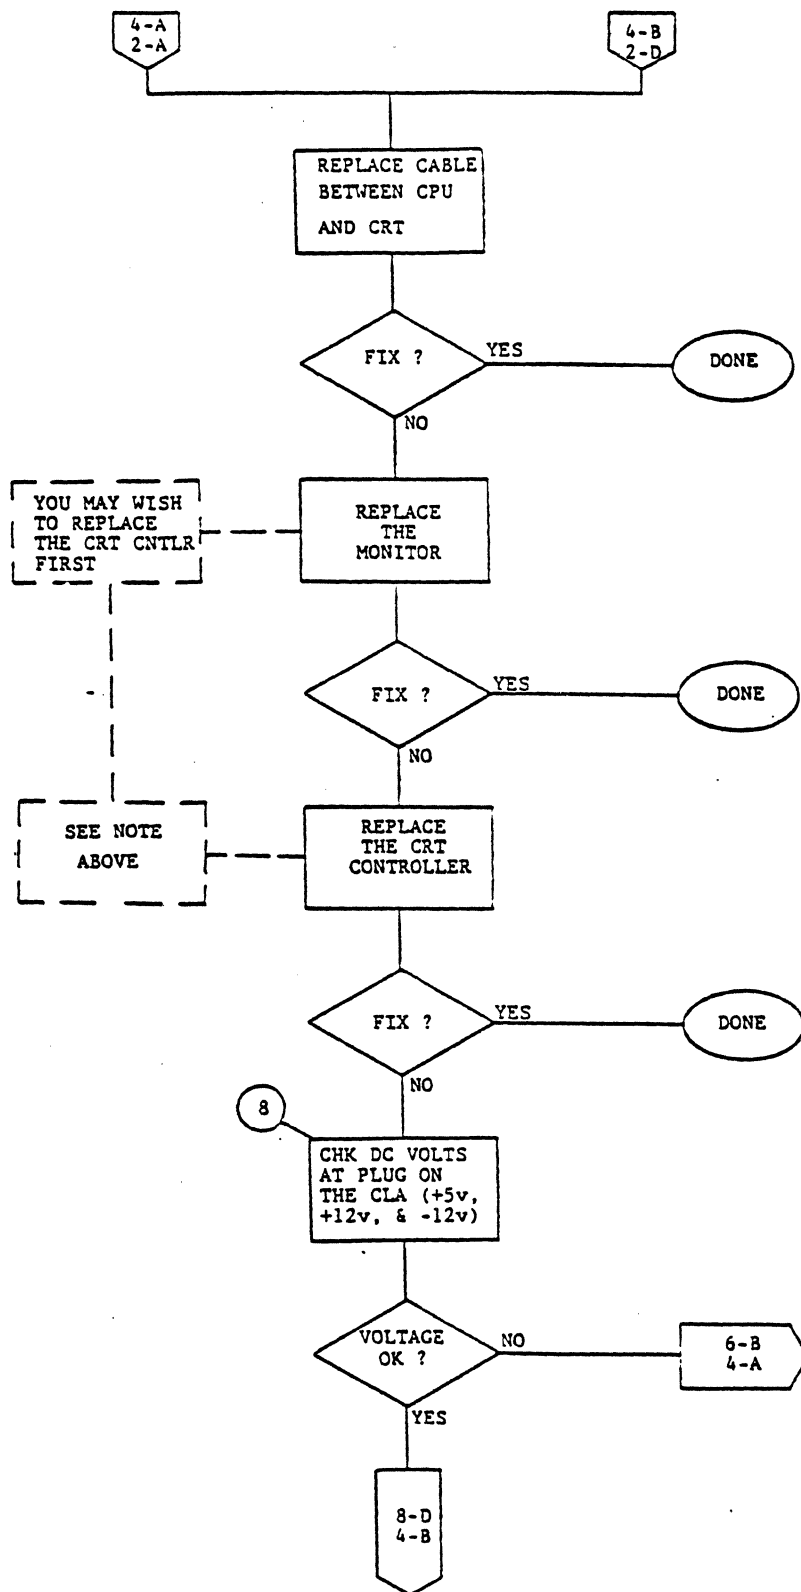 4-A
2-A
4-B
2-D
REPLACE CABLE
BETWEEN CPU
AND CRT
FIX ?
YES
DONE
NO
YOU MAY WISH
TO REPLACE
THE CRT CNTLR
FIRST
REPLACE
THE
MONITOR
FIX ?
YES
DONE
NO
SEE NOTE
ABOVE
REPLACE
THE CRT
CONTROLLER
FIX ?
YES
DONE
NO
8
CHK DC VOLTS
AT PLUG ON
THE CLA (+5v,
+12v, & -12v)
VOLTAGE
OK ?
NO
6-B
4-A
YES
8-D
4-B